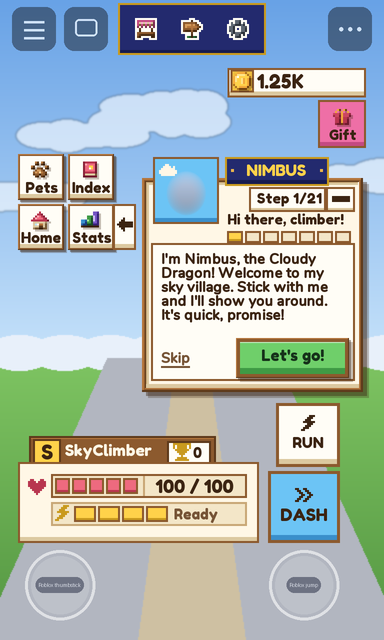 1.25K
Gift
Pets
Index
Home
Stats
NIMBUS
Step 1/21
Hi there, climber!
I'm Nimbus, the Cloudy
Dragon! Welcome to my
sky village. Stick with me
and I'll show you around.
It's quick, promise!
Skip
Let's go!
RUN
S SkyClimber
0
100 / 100
Ready
DASH
Roblox thumbstick
Roblox jump